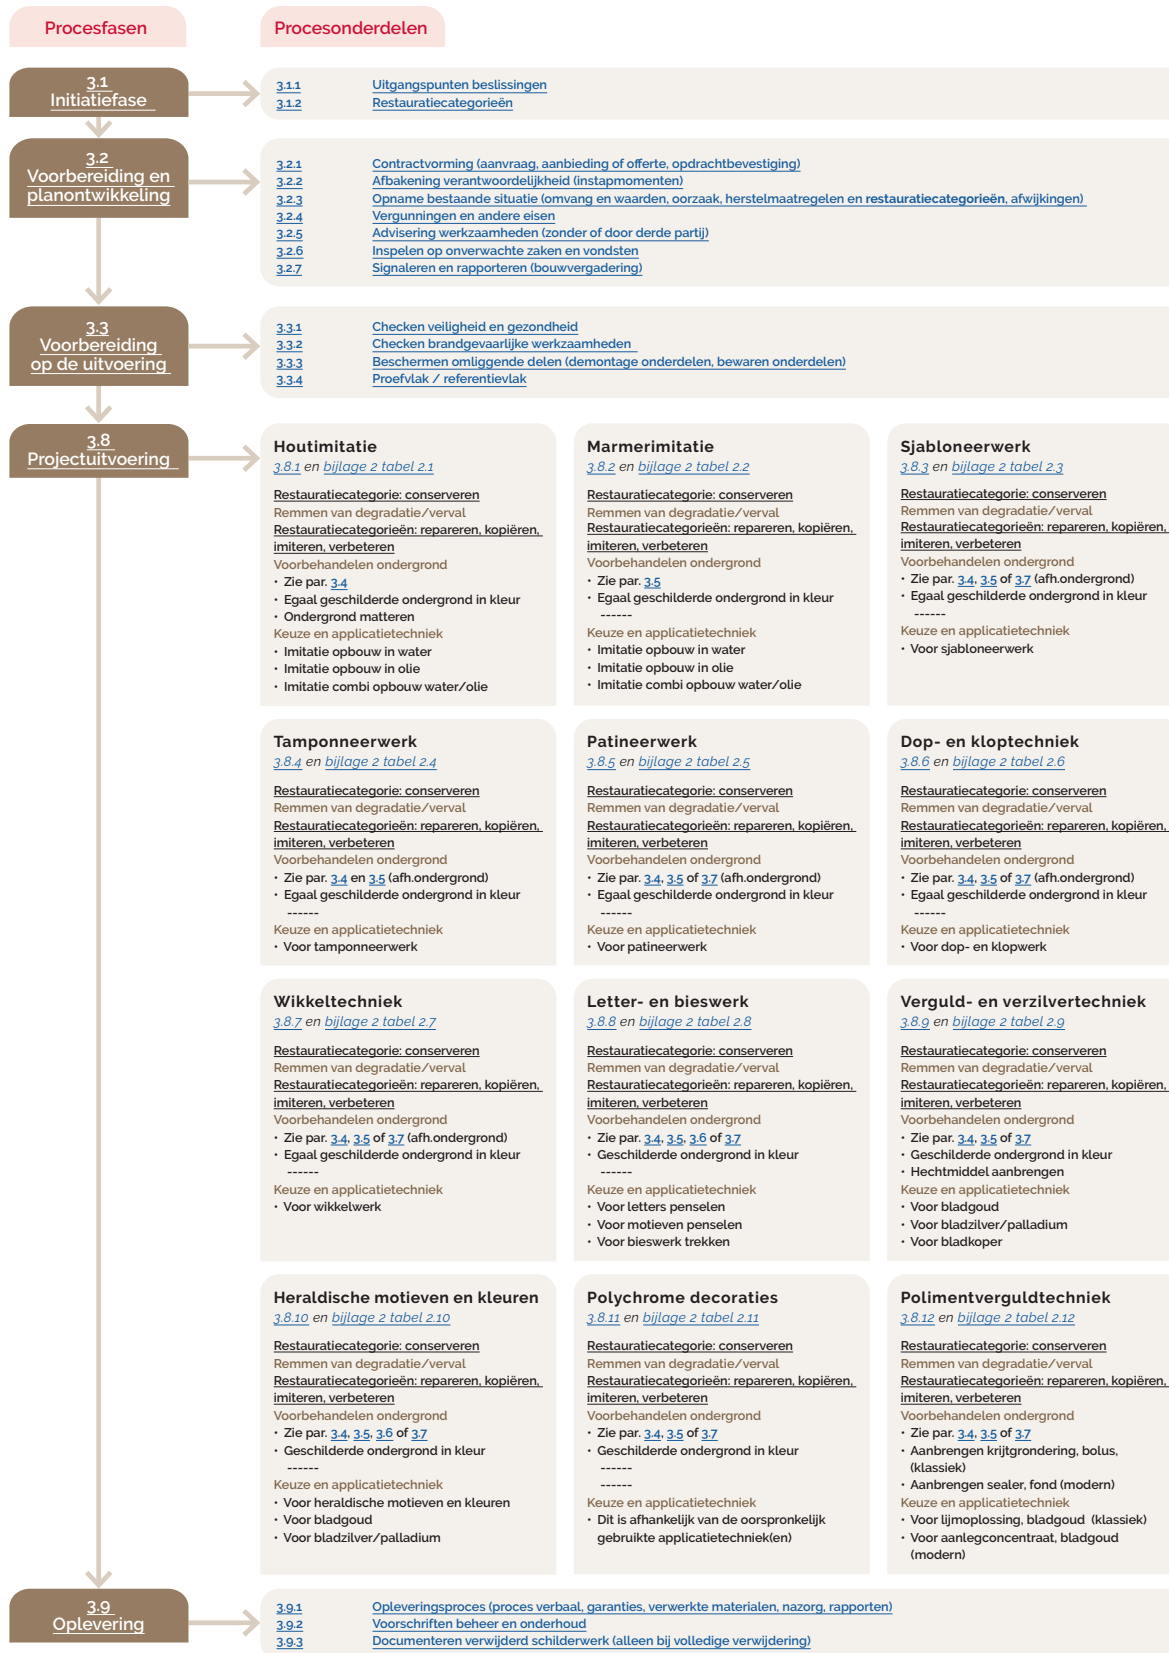 Procesfasen
Procesonderdelen
3.1
Initiatiefase
3.1.1 Uitgangspunten beslissingen
3.1.2 Restauratiecategorieën
3.2
Voorbereiding en
planontwikkeling
3.2.1 Contractvorming (aanvraag, aanbieding of offerte, opdrachtbevestiging)
3.2.2 Afbakening verantwoordelijkheid (instapmomenten)
3.2.3 Opname bestaande situatie (omvang en waarden, oorzaak, herstelmaatregelen en restauratiecategorieën, afwijkingen)
3.2.4 Vergunningen en andere eisen
3.2.5 Advisering werkzaamheden (zonder of door derde partij)
3.2.6 Inspelen op onverwachte zaken en vondsten
3.2.7 Signaleren en rapporteren (bouwvergadering)
3.3
Voorbereiding
op de uitvoering
3.3.1 Checken veiligheid en gezondheid
3.3.2 Checken brandgevaarlijke werkzaamheden
3.3.3 Beschermen omliggende delen (demontage onderdelen, bewaren onderdelen)
3.3.4 Proefvlak / referentievlak
3.8
Projectuitvoering
Houtimitatie
3.8.1 en bijlage 2 tabel 2.1
Restauratiecategorie: conserveren
Remmen van degradatie/verval
Restauratiecategorieën: repareren, kopiëren,
imiteren, verbeteren
Voorbehandelen ondergrond
• Zie par. 3.4
• Egaal geschilderde ondergrond in kleur
• Ondergrond matteren
Keuze en applicatietechniek
• Imitatie opbouw in water
• Imitatie opbouw in olie
• Imitatie combi opbouw water/olie
Marmerimitatie
3.8.2 en bijlage 2 tabel 2.2
Restauratiecategorie: conserveren
Remmen van degradatie/verval
Restauratiecategorieën: repareren, kopiëren,
imiteren, verbeteren
Voorbehandelen ondergrond
• Zie par. 3.5
• Egaal geschilderde ondergrond in kleur
------
Keuze en applicatietechniek
• Imitatie opbouw in water
• Imitatie opbouw in olie
• Imitatie combi opbouw water/olie
Sjabloneerwerk
3.8.3 en bijlage 2 tabel 2.3
Restauratiecategorie: conserveren
Remmen van degradatie/verval
Restauratiecategorieën: repareren, kopiëren,
imiteren, verbeteren
Voorbehandelen ondergrond
• Zie par. 3.4, 3.5 of 3.7 (afh.ondergrond)
• Egaal geschilderde ondergrond in kleur
------
Keuze en applicatietechniek
• Voor sjabloneerwerk
Tamponneerwerk
3.8.4 en bijlage 2 tabel 2.4
Restauratiecategorie: conserveren
Remmen van degradatie/verval
Restauratiecategorieën: repareren, kopiëren,
imiteren, verbeteren
Voorbehandelen ondergrond
• Zie par. 3.4 en 3.5 (afh.ondergrond)
• Egaal geschilderde ondergrond in kleur
------
Keuze en applicatietechniek
• Voor tamponneerwerk
Patineerwerk
3.8.5 en bijlage 2 tabel 2.5
Restauratiecategorie: conserveren
Remmen van degradatie/verval
Restauratiecategorieën: repareren, kopiëren,
imiteren, verbeteren
Voorbehandelen ondergrond
• Zie par. 3.4, 3.5 of 3.7 (afh.ondergrond)
• Egaal geschilderde ondergrond in kleur
------
Keuze en applicatietechniek
• Voor patineerwerk
Dop- en kloptechniek
3.8.6 en bijlage 2 tabel 2.6
Restauratiecategorie: conserveren
Remmen van degradatie/verval
Restauratiecategorieën: repareren, kopiëren,
imiteren, verbeteren
Voorbehandelen ondergrond
• Zie par. 3.4, 3.5 of 3.7 (afh.ondergrond)
• Egaal geschilderde ondergrond in kleur
------
Keuze en applicatietechniek
• Voor dop- en klopwerk
Wikkeltechniek
3.8.7 en bijlage 2 tabel 2.7
Restauratiecategorie: conserveren
Remmen van degradatie/verval
Restauratiecategorieën: repareren, kopiëren,
imiteren, verbeteren
Voorbehandelen ondergrond
• Zie par. 3.4, 3.5 of 3.7 (afh.ondergrond)
• Egaal geschilderde ondergrond in kleur
------
Keuze en applicatietechniek
• Voor wikkelwerk
Letter- en bieswerk
3.8.8 en bijlage 2 tabel 2.8
Restauratiecategorie: conserveren
Remmen van degradatie/verval
Restauratiecategorieën: repareren, kopiëren,
imiteren, verbeteren
Voorbehandelen ondergrond
• Zie par. 3.4, 3.5, 3.6 of 3.7
• Geschilderde ondergrond in kleur
------
Keuze en applicatietechniek
• Voor letters penselen
• Voor motieven penselen
• Voor bieswerk trekken
Verguld- en verzilvertechniek
3.8.9 en bijlage 2 tabel 2.9
Restauratiecategorie: conserveren
Remmen van degradatie/verval
Restauratiecategorieën: repareren, kopiëren,
imiteren, verbeteren
Voorbehandelen ondergrond
• Zie par. 3.4, 3.5 of 3.7
• Geschilderde ondergrond in kleur
• Hechtmiddel aanbrengen
Keuze en applicatietechniek
• Voor bladgoud
• Voor bladzilver/palladium
• Voor bladkoper
Heraldische motieven en kleuren
3.8.10 en bijlage 2 tabel 2.10
Restauratiecategorie: conserveren
Remmen van degradatie/verval
Restauratiecategorieën: repareren, kopiëren,
imiteren, verbeteren
Voorbehandelen ondergrond
• Zie par. 3.4, 3.5, 3.6 of 3.7
• Geschilderde ondergrond in kleur
------
Keuze en applicatietechniek
• Voor heraldische motieven en kleuren
• Voor bladgoud
• Voor bladzilver/palladium
Polychrome decoraties
3.8.11 en bijlage 2 tabel 2.11
Restauratiecategorie: conserveren
Remmen van degradatie/verval
Restauratiecategorieën: repareren, kopiëren,
imiteren, verbeteren
Voorbehandelen ondergrond
• Zie par. 3.4, 3.5 of 3.7
• Geschilderde ondergrond in kleur
------
------
Keuze en applicatietechniek
• Dit is afhankelijk van de oorspronkelijk
gebruikte applicatietechniek(en)
Polimentverguldtechniek
3.8.12 en bijlage 2 tabel 2.12
Restauratiecategorie: conserveren
Remmen van degradatie/verval
Restauratiecategorieën: repareren, kopiëren,
imiteren, verbeteren
Voorbehandelen ondergrond
• Zie par. 3.4, 3.5 of 3.7
• Aanbrengen krijtgrondering, bolus,
(klassiek)
• Aanbrengen sealer, fond (modern)
Keuze en applicatietechniek
• Voor lijmoplossing, bladgoud (klassiek)
• Voor aanlegconcentraat, bladgoud
(modern)
3.9
Oplevering
3.9.1 Opleveringsproces (proces verbaal, garanties, verwerkte materialen, nazorg, rapporten)
3.9.2 Voorschriften beheer en onderhoud
3.9.3 Documenteren verwijderd schilderwerk (alleen bij volledige verwijdering)